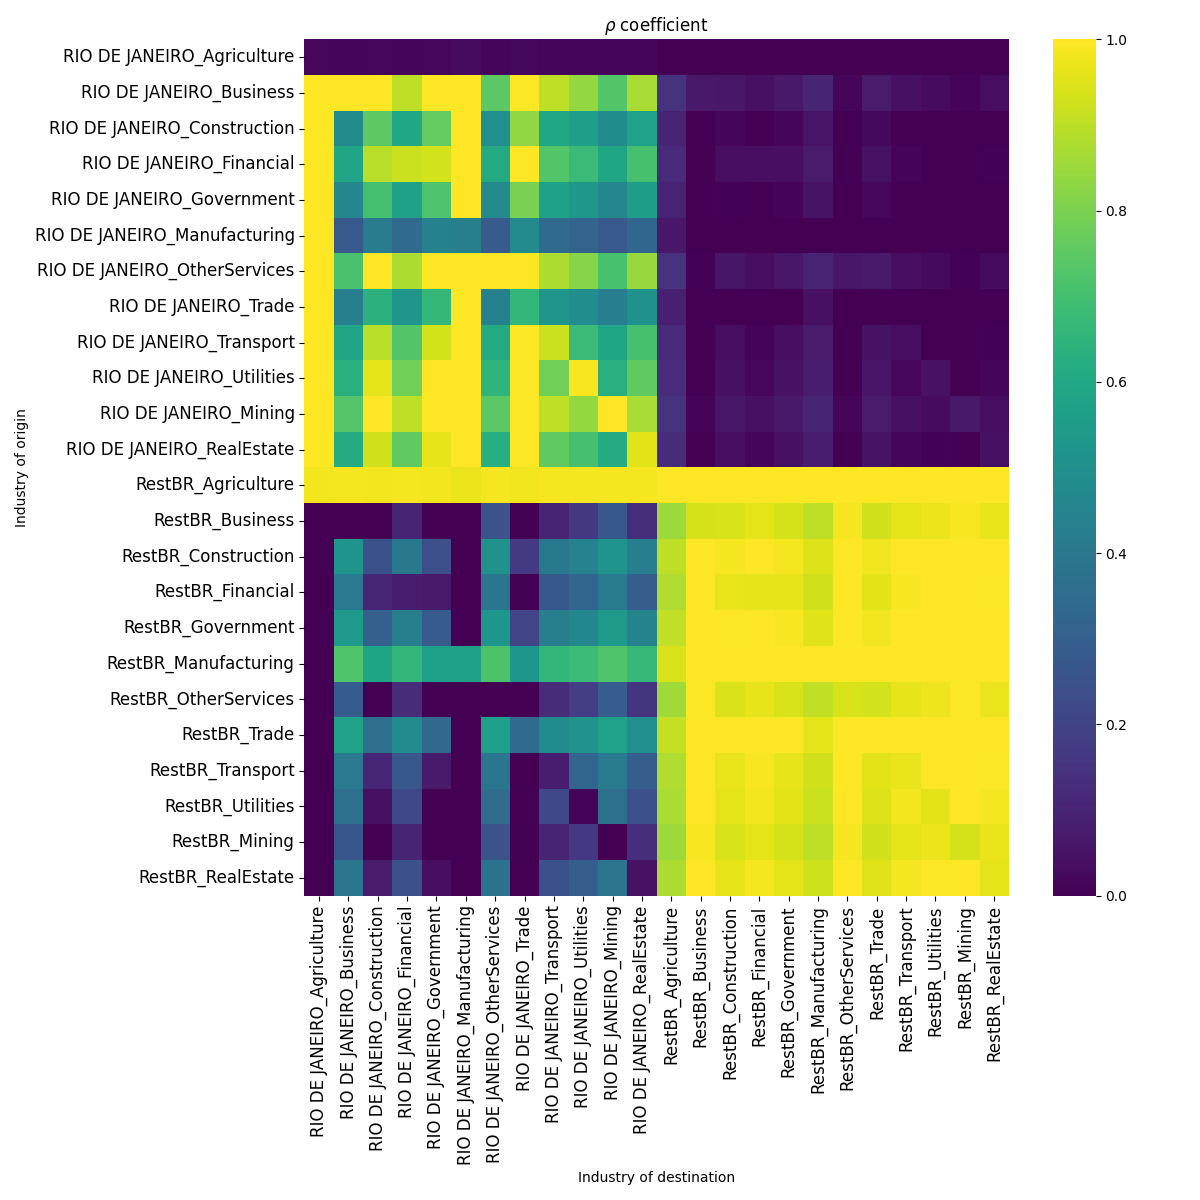 ρ coefficient
RIO DE JANEIRO_Agriculture
RIO DE JANEIRO_Business
RIO DE JANEIRO_Construction
RIO DE JANEIRO_Financial
RIO DE JANEIRO_Government
RIO DE JANEIRO_Manufacturing
RIO DE JANEIRO_OtherServices
RIO DE JANEIRO_Trade
RIO DE JANEIRO_Transport
RIO DE JANEIRO_Utilities
RIO DE JANEIRO_Mining
RIO DE JANEIRO_RealEstate
RestBR_Agriculture
RestBR_Business
RestBR_Construction
RestBR_Financial
RestBR_Government
RestBR_Manufacturing
RestBR_OtherServices
RestBR_Trade
RestBR_Transport
RestBR_Utilities
RestBR_Mining
RestBR_RealEstate
Industry of origin
RIO DE JANEIRO_Agriculture
RIO DE JANEIRO_Business
RIO DE JANEIRO_Construction
RIO DE JANEIRO_Financial
RIO DE JANEIRO_Government
RIO DE JANEIRO_Manufacturing
RIO DE JANEIRO_OtherServices
RIO DE JANEIRO_Trade
RIO DE JANEIRO_Transport
RIO DE JANEIRO_Utilities
RIO DE JANEIRO_Mining
RIO DE JANEIRO_RealEstate
RestBR_Agriculture
RestBR_Business
RestBR_Construction
RestBR_Financial
RestBR_Government
RestBR_Manufacturing
RestBR_OtherServices
RestBR_Trade
RestBR_Transport
RestBR_Utilities
RestBR_Mining
RestBR_RealEstate
Industry of destination
1.0
0.8
0.6
0.4
0.2
0.0